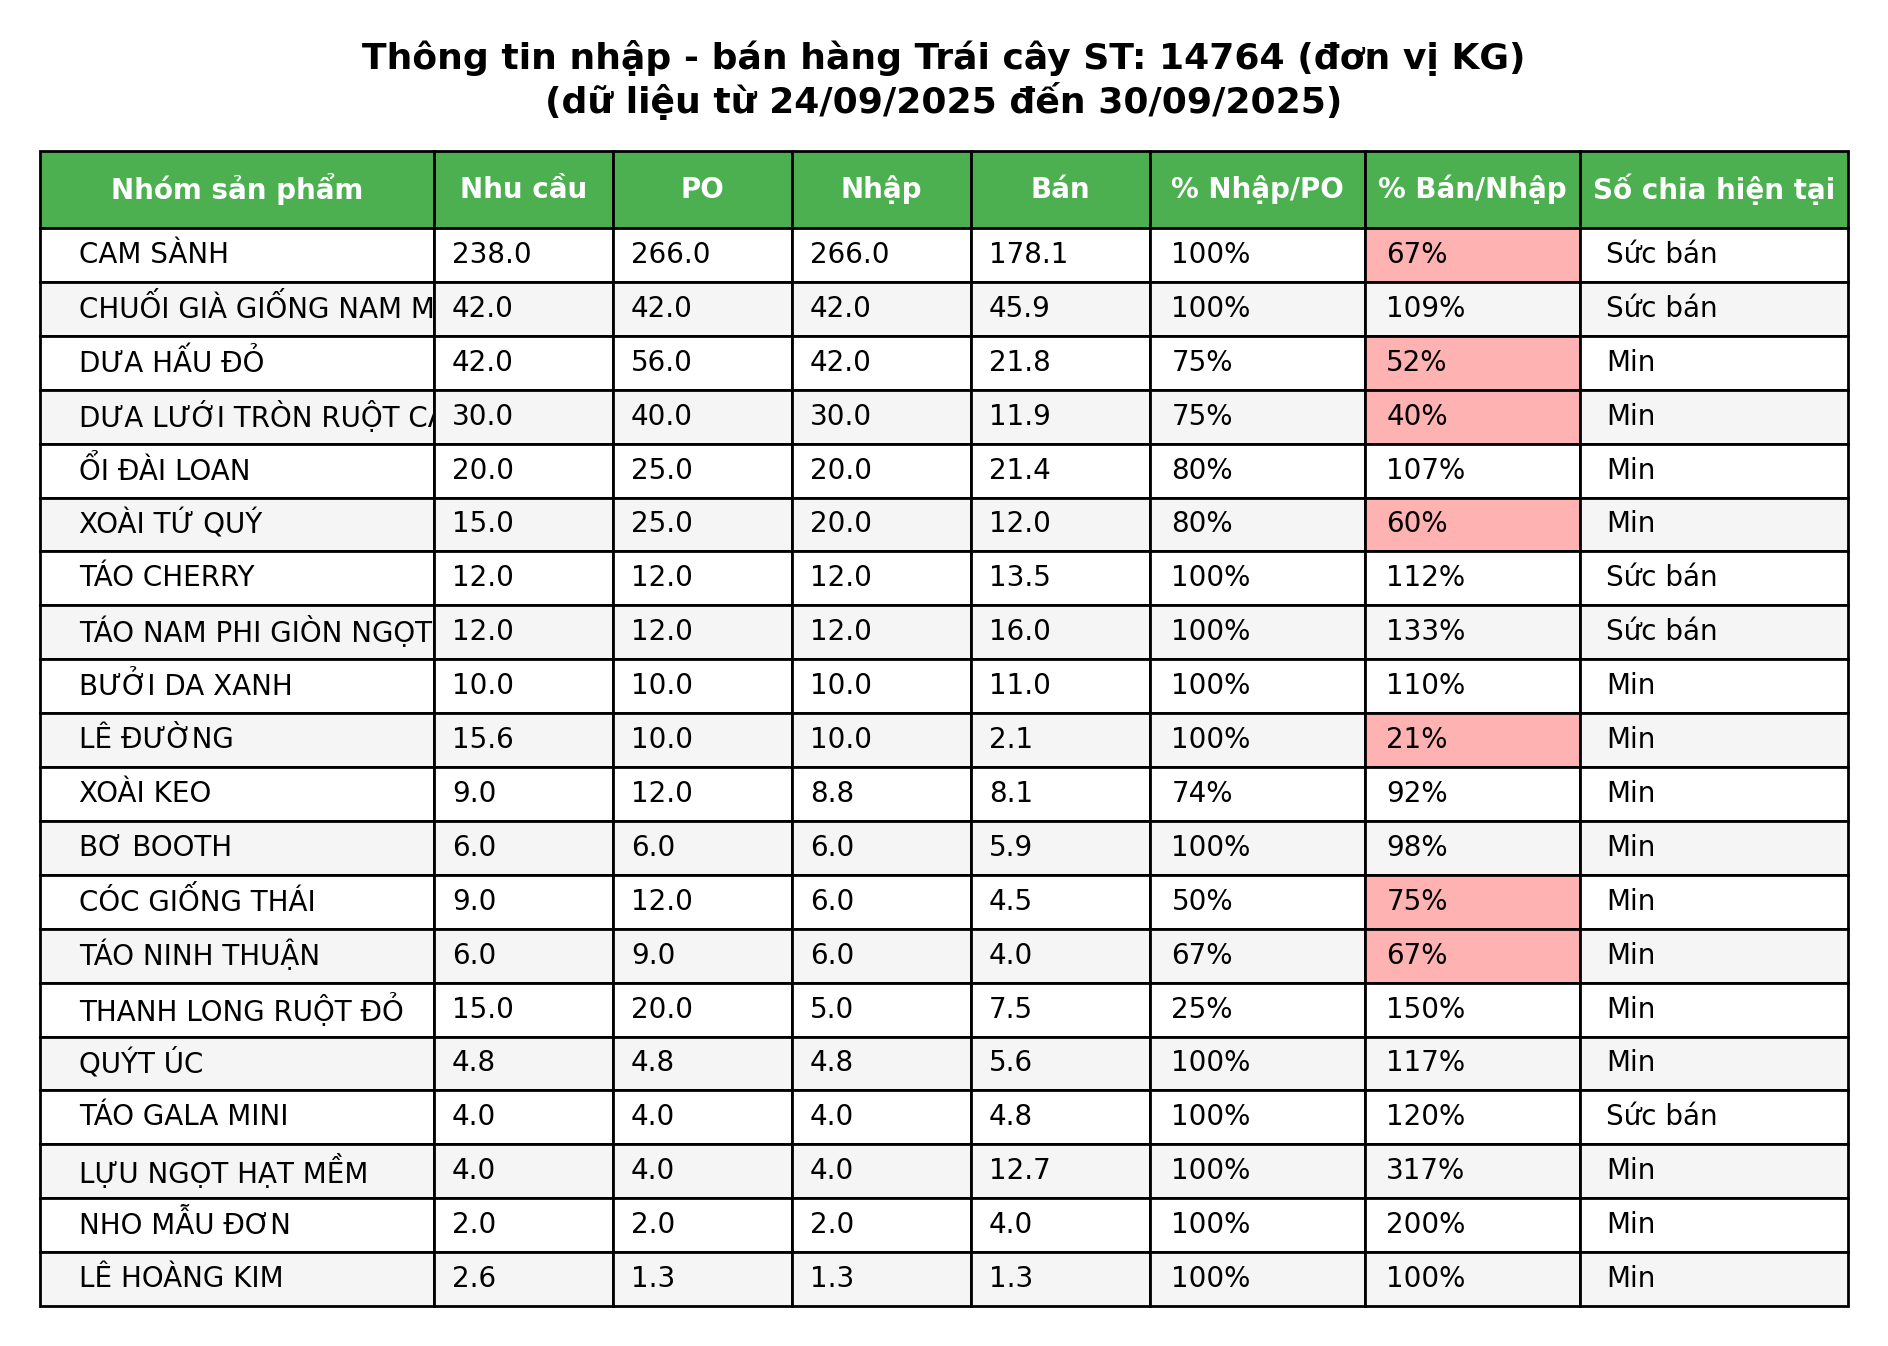 Thông tin nhập - bán hàng Trái cây ST: 14764 (đơn vị KG)
(dữ liệu từ 24/09/2025 đến 30/09/2025)
Nhóm sản phẩm Nhu cầu PO Nhập Bán % Nhập/PO % Bán/Nhập Số chia hiện tại
CAM SÀNH 238.0 266.0 266.0 178.1 100% 67% Sức bán
CHUỐI GIÀ GIỐNG NAM M 42.0 42.0 42.0 45.9 100% 109% Sức bán
DƯA HẤU ĐỎ 42.0 56.0 42.0 21.8 75% 52% Min
DƯA LƯỚI TRÒN RUỘT CA 30.0 40.0 30.0 11.9 75% 40% Min
ỔI ĐÀI LOAN 20.0 25.0 20.0 21.4 80% 107% Min
XOÀI TỨ QUÝ 15.0 25.0 20.0 12.0 80% 60% Min
TÁO CHERRY 12.0 12.0 12.0 13.5 100% 112% Sức bán
TÁO NAM PHI GIÒN NGỌT 12.0 12.0 12.0 16.0 100% 133% Sức bán
BƯỞI DA XANH 10.0 10.0 10.0 11.0 100% 110% Min
LÊ ĐƯỜNG 15.6 10.0 10.0 2.1 100% 21% Min
XOÀI KEO 9.0 12.0 8.8 8.1 74% 92% Min
BƠ BOOTH 6.0 6.0 6.0 5.9 100% 98% Min
CÓC GIỐNG THÁI 9.0 12.0 6.0 4.5 50% 75% Min
TÁO NINH THUẬN 6.0 9.0 6.0 4.0 67% 67% Min
THANH LONG RUỘT ĐỎ 15.0 20.0 5.0 7.5 25% 150% Min
QUÝT ÚC 4.8 4.8 4.8 5.6 100% 117% Min
TÁO GALA MINI 4.0 4.0 4.0 4.8 100% 120% Sức bán
LỰU NGỌT HẠT MỀM 4.0 4.0 4.0 12.7 100% 317% Min
NHO MẪU ĐƠN 2.0 2.0 2.0 4.0 100% 200% Min
LÊ HOÀNG KIM 2.6 1.3 1.3 1.3 100% 100% Min